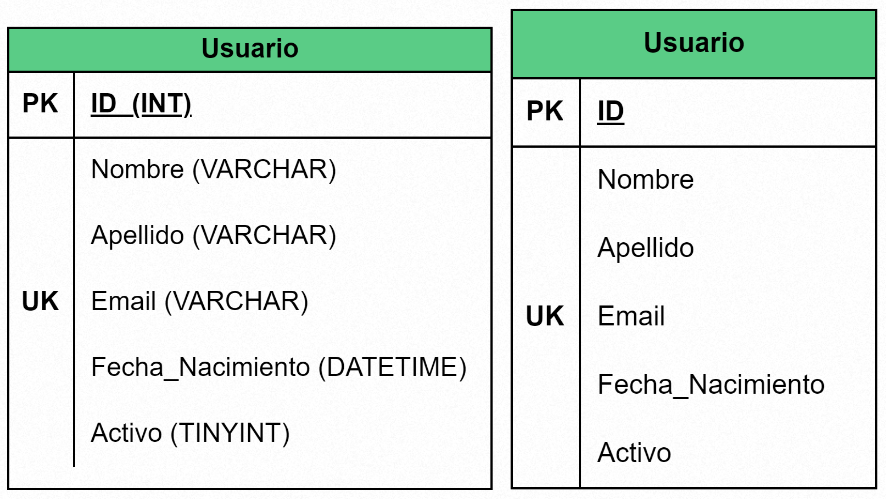 Usuario
PK ID (INT)
Nombre (VARCHAR)
Apellido (VARCHAR)
UK Email (VARCHAR)
Fecha_Nacimiento (DATETIME)
Activo (TINYINT)
Usuario
PK ID
Nombre
Apellido
UK Email
Fecha_Nacimiento
Activo